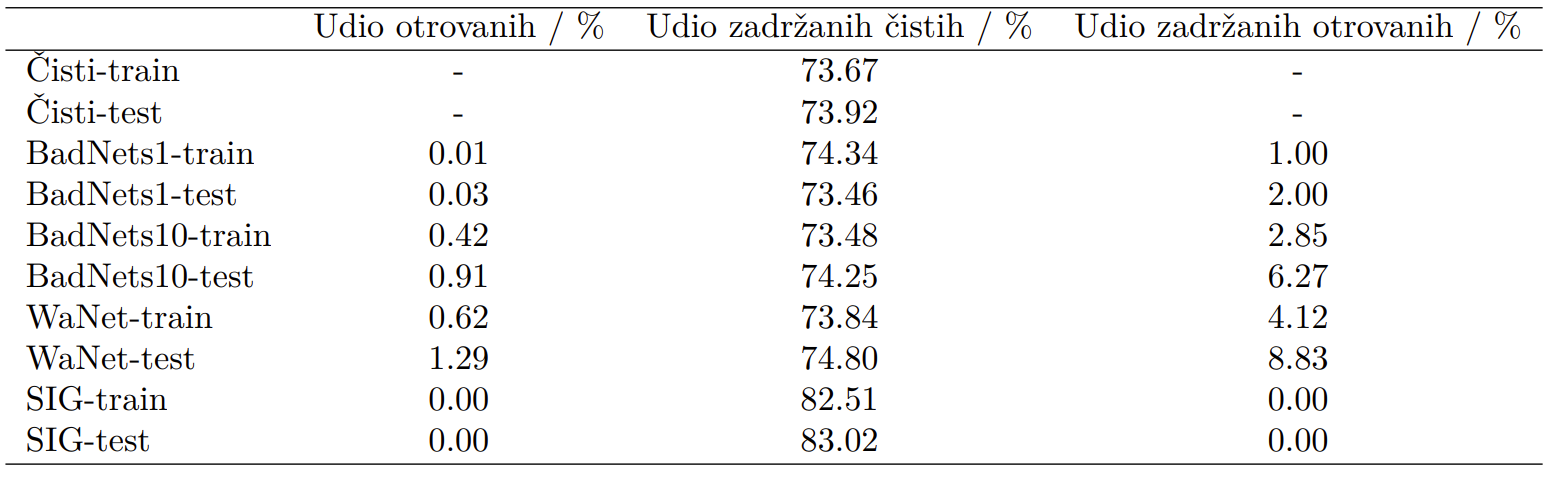 Udio otrovanih / % Udio zadržanih čistih / % Udio zadržanih otrovanih / %
Čisti-train - 73.67 -
Čisti-test - 73.92 -
BadNets1-train 0.01 74.34 1.00
BadNets1-test 0.03 73.46 2.00
BadNets10-train 0.42 73.48 2.85
BadNets10-test 0.91 74.25 6.27
WaNet-train 0.62 73.84 4.12
WaNet-test 1.29 74.80 8.83
SIG-train 0.00 82.51 0.00
SIG-test 0.00 83.02 0.00